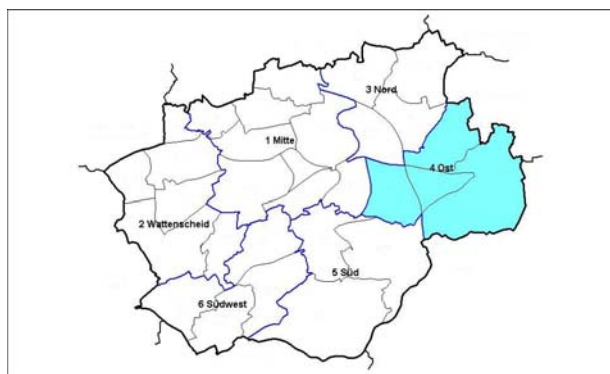 3 Nord
1 Mitte
4 Ost
2 Wattenscheid
5 Süd
6 Südwest